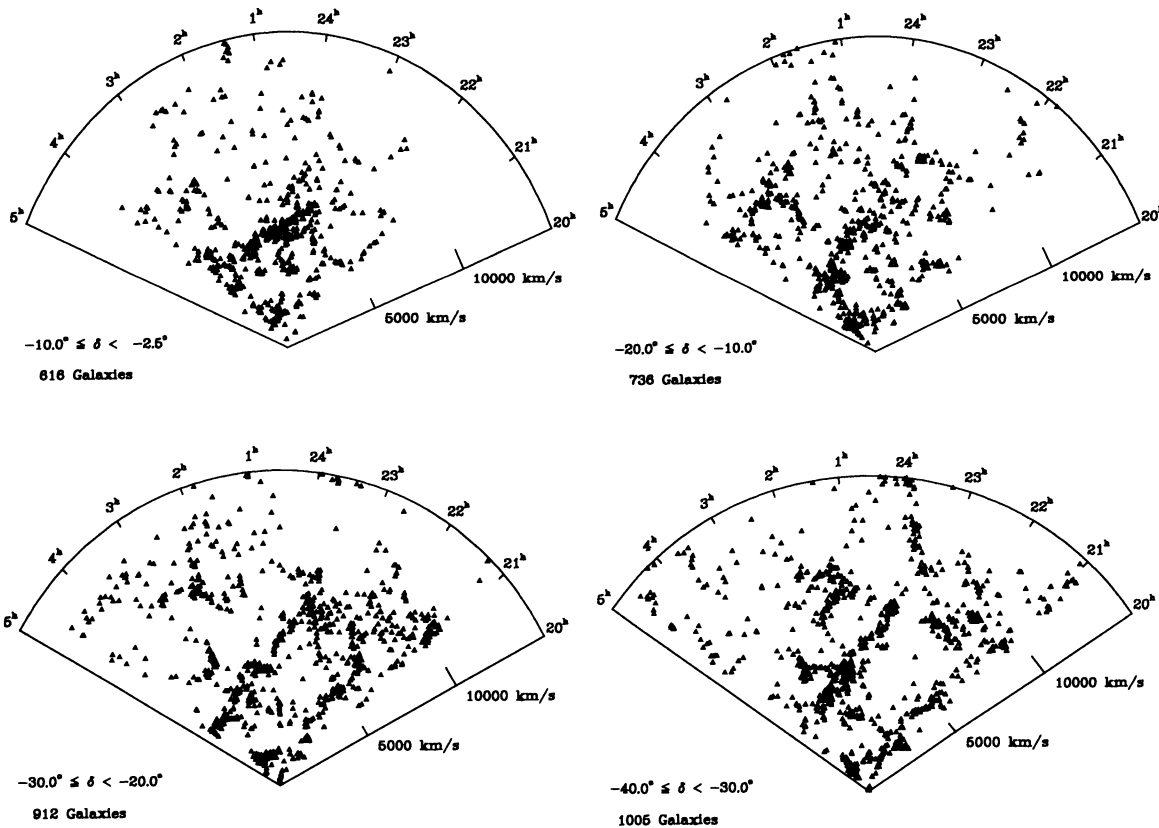 5ʰ 4ʰ 3ʰ 2ʰ 1ʰ 24ʰ 23ʰ 22ʰ 21ʰ 20ʰ
10000 km/s
5000 km/s
-10.0° ≤ δ < -2.5°
616 Galaxies
5ʰ 4ʰ 3ʰ 2ʰ 1ʰ 24ʰ 23ʰ 22ʰ 21ʰ 20ʰ
10000 km/s
5000 km/s
-20.0° ≤ δ < -10.0°
736 Galaxies
5ʰ 4ʰ 3ʰ 2ʰ 1ʰ 24ʰ 23ʰ 22ʰ 21ʰ 20ʰ
10000 km/s
5000 km/s
-30.0° ≤ δ < -20.0°
912 Galaxies
5ʰ 4ʰ 3ʰ 2ʰ 1ʰ 24ʰ 23ʰ 22ʰ 21ʰ 20ʰ
10000 km/s
5000 km/s
-40.0° ≤ δ < -30.0°
1005 Galaxies